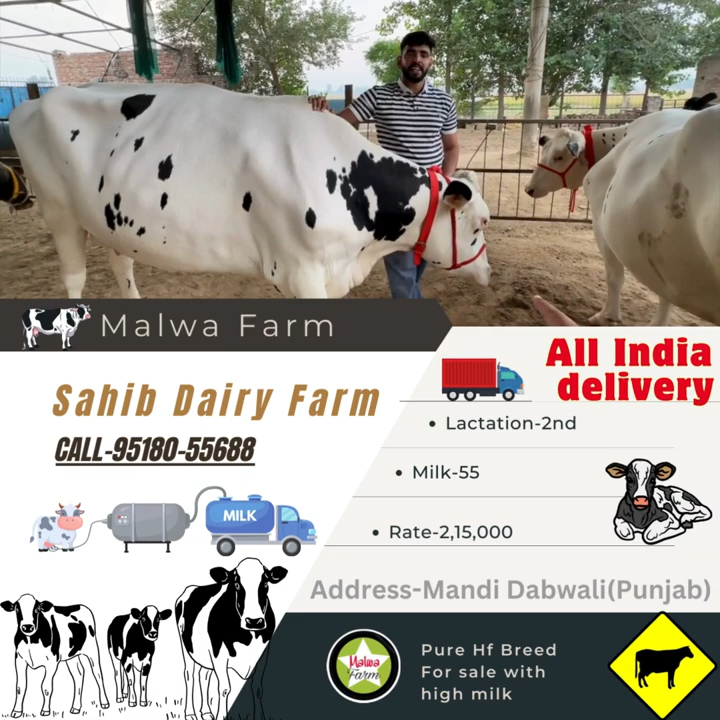 Malwa Farm
All India
delivery
Sahib Dairy Farm
CALL-95180-55688
• Lactation-2nd
• Milk-55
• Rate-2,15,000
MILK
Address-Mandi Dabwali(Punjab)
Malwa
Farm
Pure Hf Breed
For sale with
high milk